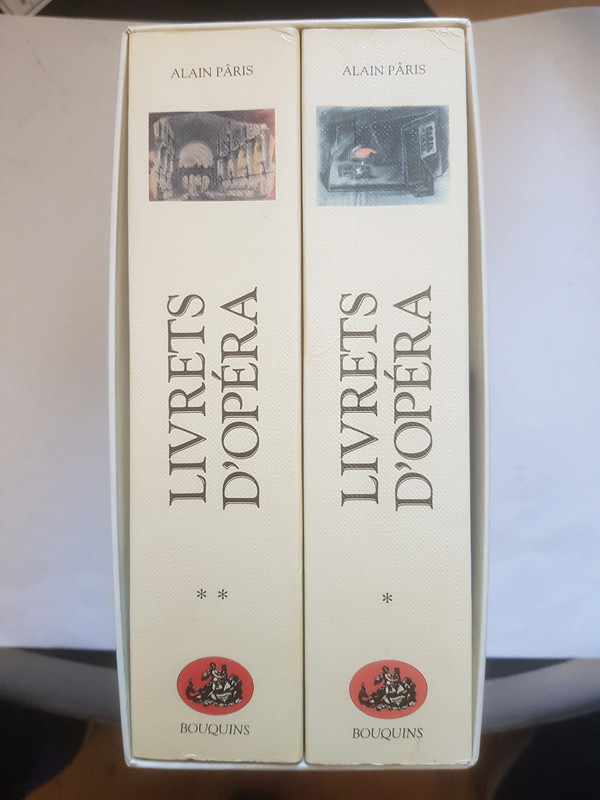 ALAIN PÂRIS
LIVRETS
D'OPÉRA
* *
BOUQUINS
ALAIN PÂRIS
LIVRETS
D'OPÉRA
*
BOUQUINS